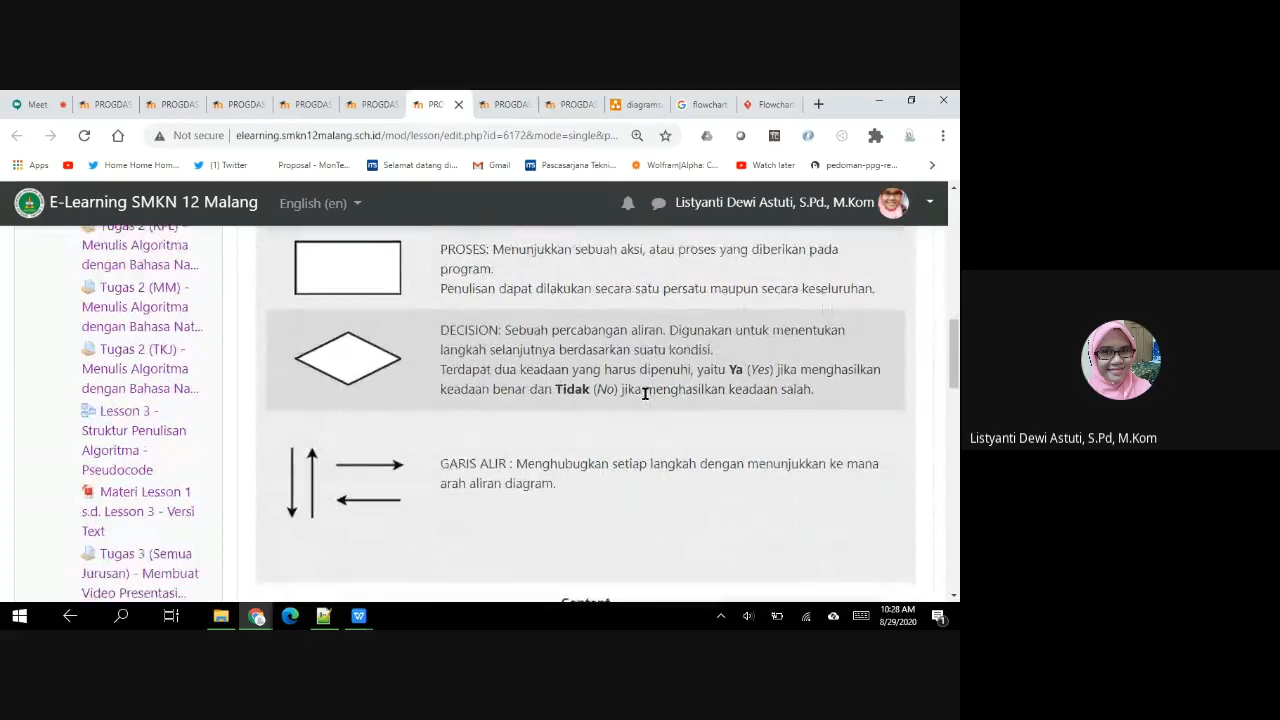 Meet
PROGDAS
PROGDAS
PROGDAS
PROGDAS
PROGDAS
PRO
PROGDAS
PROGDAS
diagrams.
flowchart
Flowchart
Not secure
elearning.smkn12malang.sch.id/mod/lesson/edit.php?id=6172&mode=single&p...
Apps
Home Home Hom...
(1) Twitter
Proposal - MonTe...
Selamat datang di...
Gmail
Pascasarjana Tekni...
Wolfram|Alpha: C...
Watch later
pedoman-ppg-re...
E-Learning SMKN 12 Malang
English (en)
Listyanti Dewi Astuti, S.Pd., M.Kom
Tugas 2 (RPL) -
Menulis Algoritma
dengan Bahasa Na...
Tugas 2 (MM) -
Menulis Algoritma
dengan Bahasa Nat...
Tugas 2 (TKJ) -
Menulis Algoritma
dengan Bahasa Na...
Lesson 3 -
Struktur Penulisan
Algoritma -
Pseudocode
Materi Lesson 1
s.d. Lesson 3 - Versi
Text
Tugas 3 (Semua
Jurusan) - Membuat
Video Presentasi...
PROSES: Menunjukkan sebuah aksi, atau proses yang diberikan pada
program.
Penulisan dapat dilakukan secara satu persatu maupun secara keseluruhan.
DECISION: Sebuah percabangan aliran. Digunakan untuk menentukan
langkah selanjutnya berdasarkan suatu kondisi.
Terdapat dua keadaan yang harus dipenuhi, yaitu Ya (Yes) jika menghasilkan
keadaan benar dan Tidak (No) jika menghasilkan keadaan salah.
GARIS ALIR : Menghubugkan setiap langkah dengan menunjukkan ke mana
arah aliran diagram.
Content
10:28 AM
8/29/2020
Listyanti Dewi Astuti, S.Pd, M.Kom